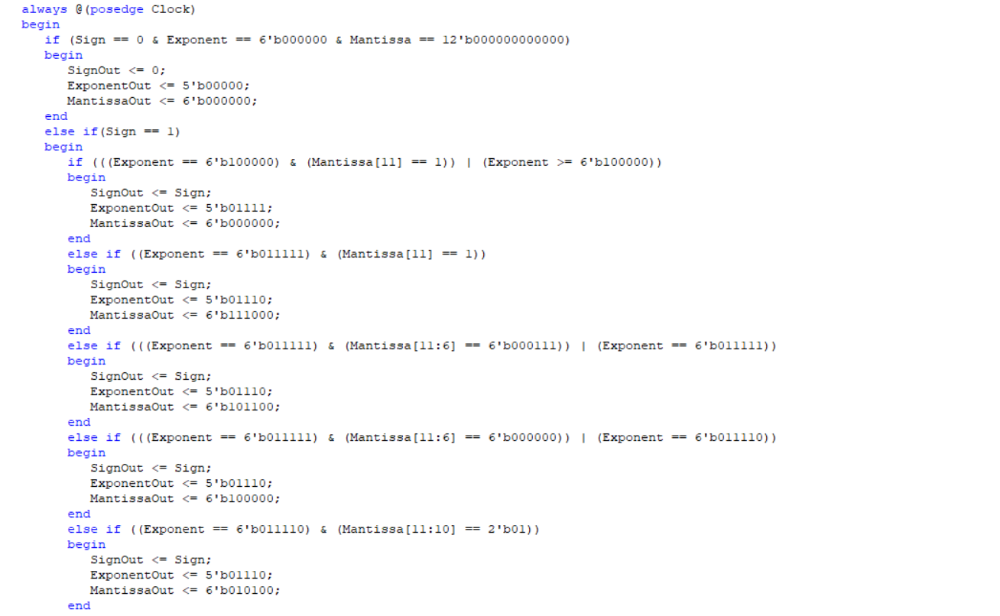 always @(posedge Clock)
begin
if (Sign == 0 & Exponent == 6'b000000 & Mantissa == 12'b000000000000)
begin
SignOut <= 0;
ExponentOut <= 5'b00000;
MantissaOut <= 6'b000000;
end
else if(Sign == 1)
begin
if (((Exponent == 6'b100000) & (Mantissa[11] == 1)) | (Exponent >= 6'b100000))
begin
SignOut <= Sign;
ExponentOut <= 5'b01111;
MantissaOut <= 6'b000000;
end
else if ((Exponent == 6'b011111) & (Mantissa[11] == 1))
begin
SignOut <= Sign;
ExponentOut <= 5'b01110;
MantissaOut <= 6'b111000;
end
else if (((Exponent == 6'b011111) & (Mantissa[11:6] == 6'b000111)) | (Exponent == 6'b011111))
begin
SignOut <= Sign;
ExponentOut <= 5'b01110;
MantissaOut <= 6'b101100;
end
else if (((Exponent == 6'b011111) & (Mantissa[11:6] == 6'b000000)) | (Exponent == 6'b011110))
begin
SignOut <= Sign;
ExponentOut <= 5'b01110;
MantissaOut <= 6'b100000;
end
else if ((Exponent == 6'b011110) & (Mantissa[11:10] == 2'b01))
begin
SignOut <= Sign;
ExponentOut <= 5'b01110;
MantissaOut <= 6'b010100;
end